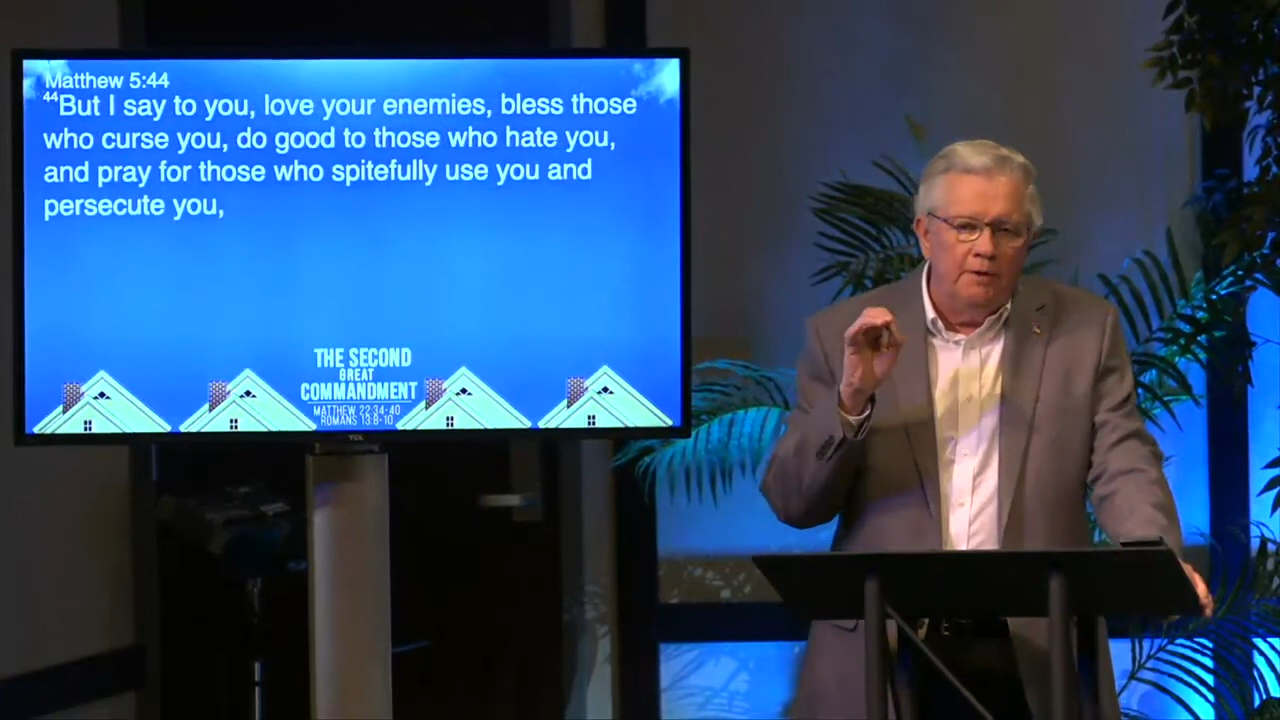 Matthew 5:44
44But I say to you, love your enemies, bless those
who curse you, do good to those who hate you,
and pray for those who spitefully use you and
persecute you,
THE SECOND
GREAT
COMMANDMENT
MATTHEW 22:34-40
ROMANS 13:8-10
TCL